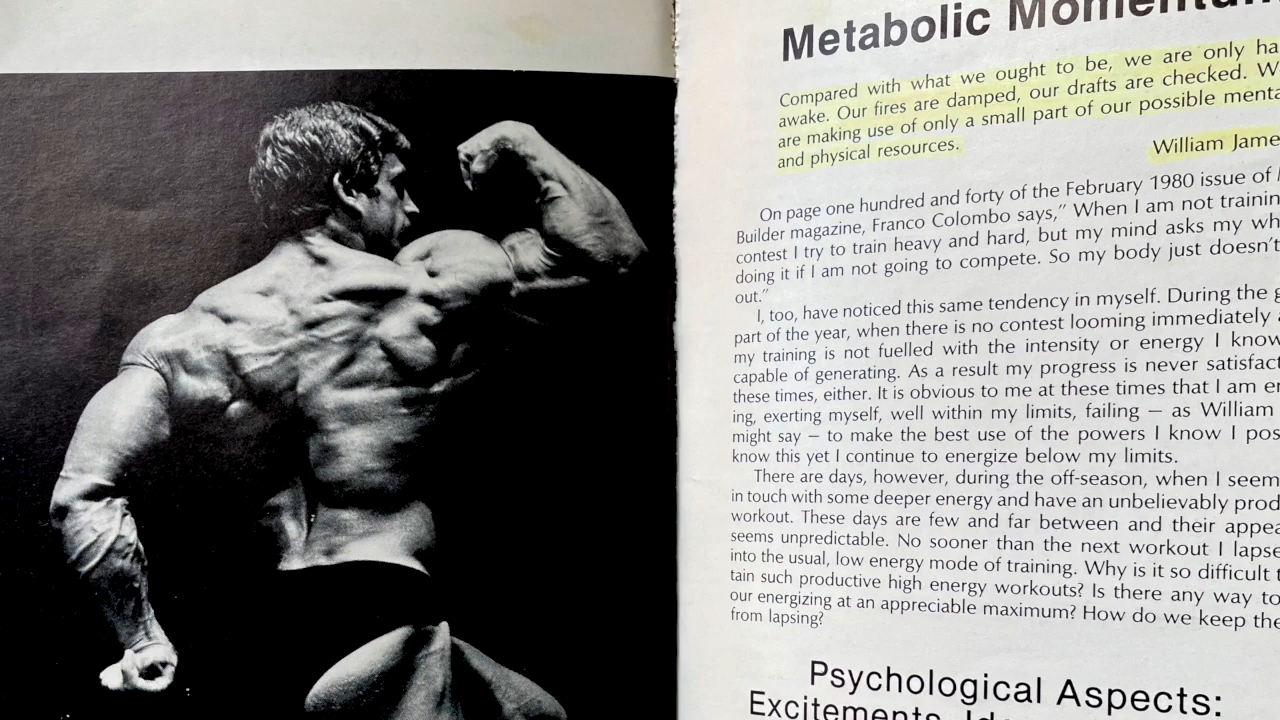 Metabolic Momentum
Compared with what we ought to be, we are only ha
awake. Our fires are damped, our drafts are checked. W
are making use of only a small part of our possible menta
and physical resources.
William Jame
On page one hundred and forty of the February 1980 issue of
Builder magazine, Franco Colombo says,” When I am not trainin
contest I try to train heavy and hard, but my mind asks my wh
doing it if I am not going to compete. So my body just doesn't
out.”
I, too, have noticed this same tendency in myself. During the g
part of the year, when there is no contest looming immediately a
my training is not fuelled with the intensity or energy I know
capable of generating. As a result my progress is never satisfact
these times, either. It is obvious to me at these times that I am en
ing, exerting myself, well within my limits, failing — as William
might say — to make the best use of the powers I know I pos
know this yet I continue to energize below my limits.
There are days, however, during the off-season, when I seem
in touch with some deeper energy and have an unbelievably prod
workout. These days are few and far between and their appea
seems unpredictable. No sooner than the next workout I lapse
into the usual, low energy mode of training. Why is it so difficult t
tain such productive high energy workouts? Is there any way to
our energizing at an appreciable maximum? How do we keep the
from lapsing?
Psychological Aspects:
Excitements,